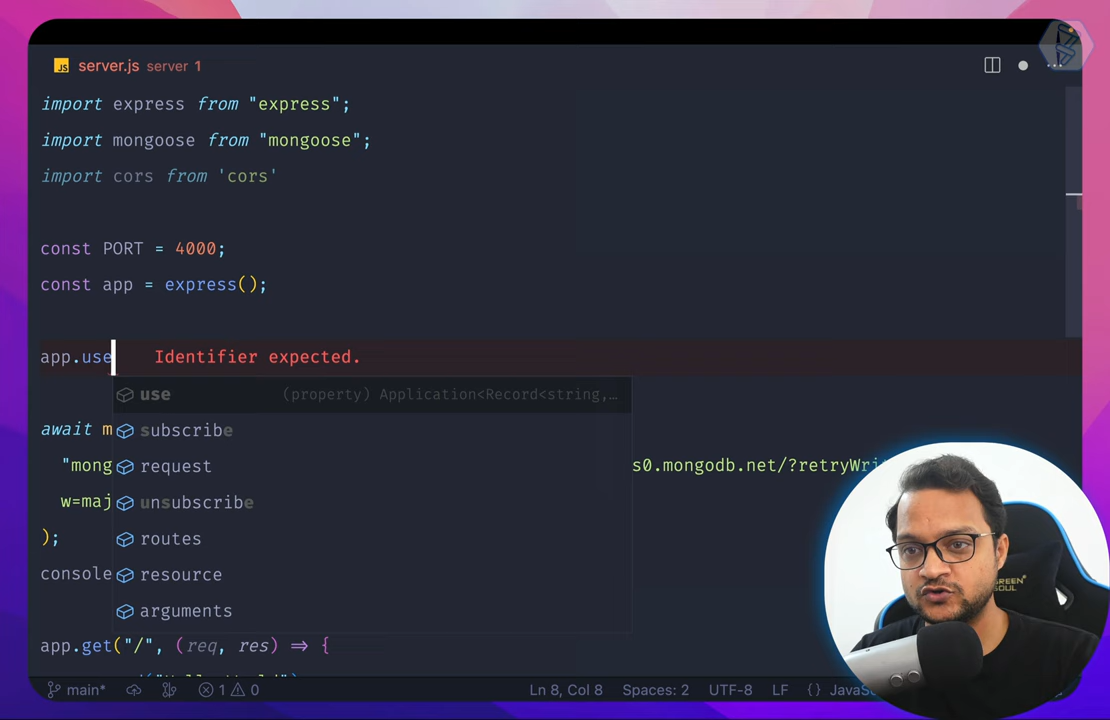 server.js server 1
import express from "express";
import mongoose from "mongoose";
import cors from 'cors'
const PORT = 4000;
const app = express();
app.use Identifier expected.
use (property) Application<Record<string,…
await m subscribe
"mong request s0.mongodb.net/?retryWri
w=maj unsubscribe
); routes
console resource
arguments
app.get("/", (req, res) => {
main* 1 0 Ln 8, Col 8 Spaces: 2 UTF-8 LF {} JavaS
GREEN SOUL